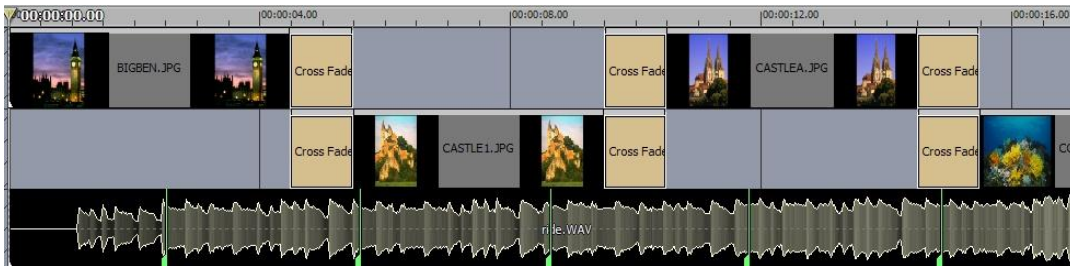 00:00:00.00 |00:00:04.00 |00:00:08.00 |00:00:12.00 |00:00:16.00
BIGBEN.JPG Cross Fade Cross Fade CASTLEA.JPG Cross Fade
Cross Fade CASTLE1.JPG Cross Fade Cross Fade
ride.WAV